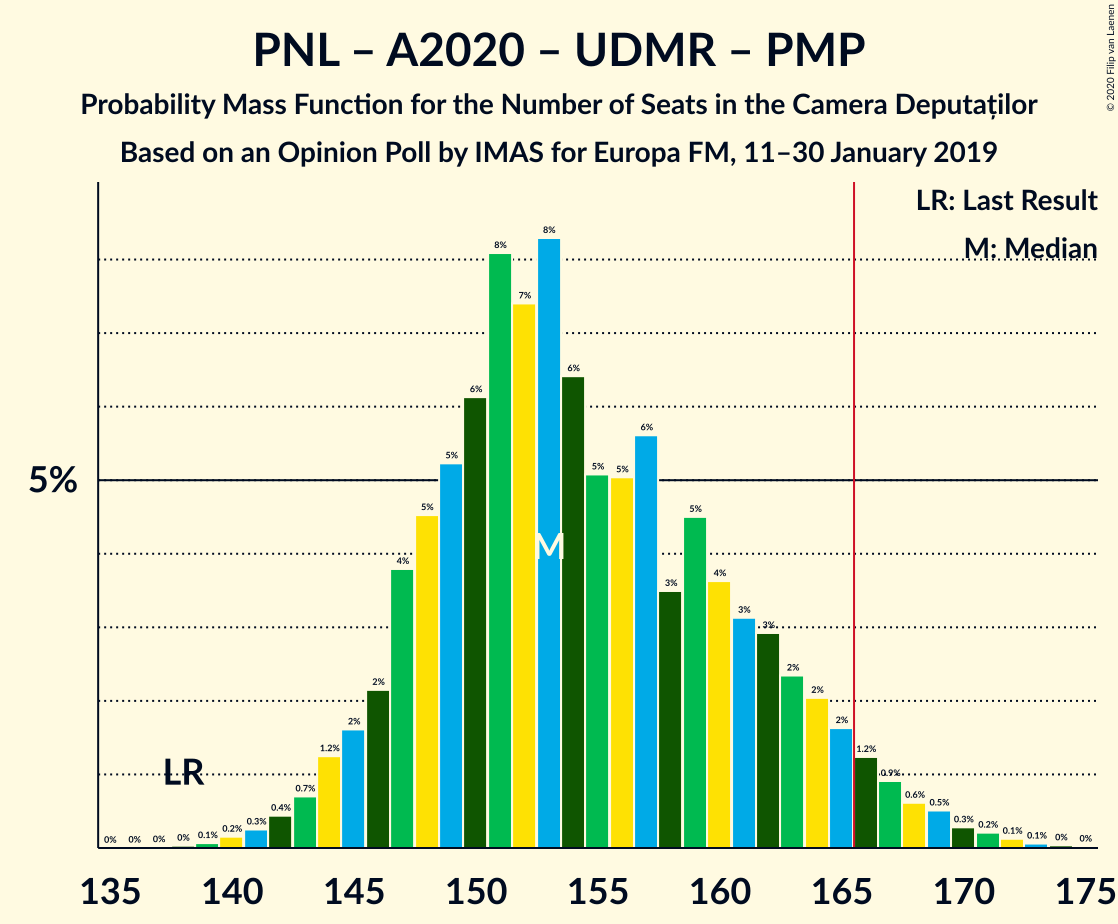 PNL – A2020 – UDMR – PMP
Probability Mass Function for the Number of Seats in the Camera Deputaților
Based on an Opinion Poll by IMAS for Europa FM, 11–30 January 2019
© 2020 Filip van Laenen
LR: Last Result
M: Median
5%
0% 0% 0% 0% 0.1% 0.2% 0.3% 0.4% 0.7% 1.2% 2% 2% 4% 5% 5% 6% 8% 7% 8% 6% 5% 5% 6% 3% 5% 4% 3% 3% 2% 2% 2% 1.2% 0.9% 0.6% 0.5% 0.3% 0.2% 0.1% 0.1% 0% 0%
M
LR
135 140 145 150 155 160 165 170 175